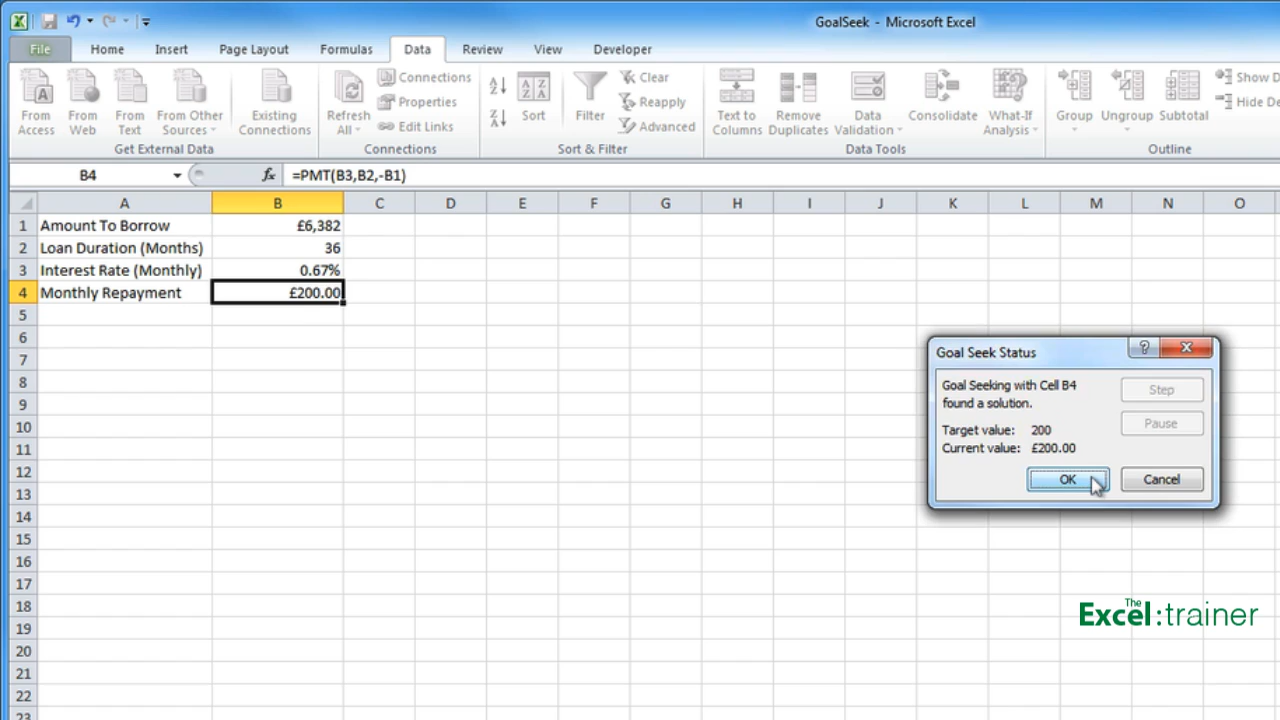 GoalSeek - Microsoft Excel
File Home Insert Page Layout Formulas Data Review View Developer
From Access
From Web
From Text
From Other Sources
Existing Connections
Get External Data
Refresh All
Connections
Properties
Edit Links
Connections
Sort
Filter
Clear
Reapply
Advanced
Sort & Filter
Text to Columns
Remove Duplicates
Data Validation
Consolidate
What-If Analysis
Data Tools
Group
Ungroup
Subtotal
Show D
Hide De
Outline
B4 fx =PMT(B3,B2,-B1)
A B C D E F G H I J K L M N O
1 Amount To Borrow £6,382
2 Loan Duration (Months) 36
3 Interest Rate (Monthly) 0.67%
4 Monthly Repayment £200.00
5
6
7
8
9
10
11
12
13
14
15
16
17
18
19
20
21
22
23
Goal Seek Status
Goal Seeking with Cell B4
found a solution.
Target value: 200
Current value: £200.00
Step
Pause
OK
Cancel
The
Excel:trainer